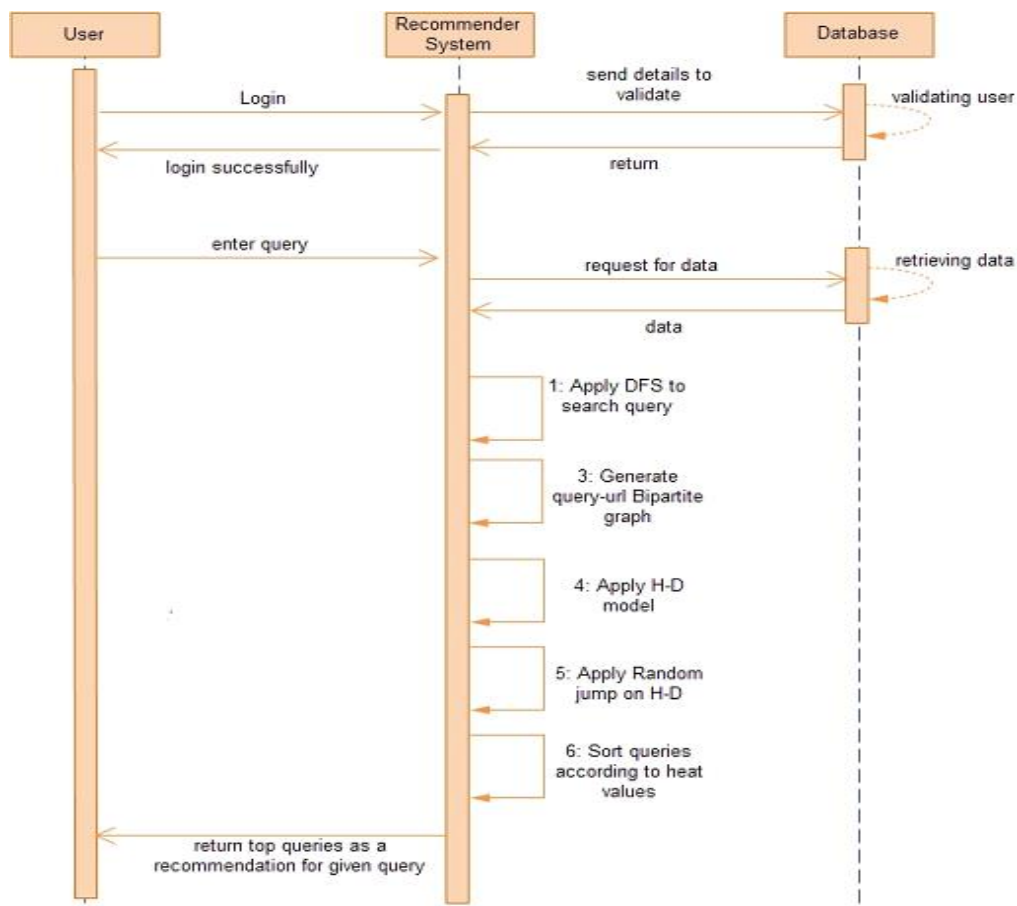 User
Recommender
System
Database
Login
send details to
validate
validating user
login successfully
return
enter query
request for data
retrieving data
data
1: Apply DFS to
search query
3: Generate
query-url Bipartite
graph
4: Apply H-D
model
5: Apply Random
jump on H-D
6: Sort queries
according to heat
values
return top queries as a
recommendation for given query